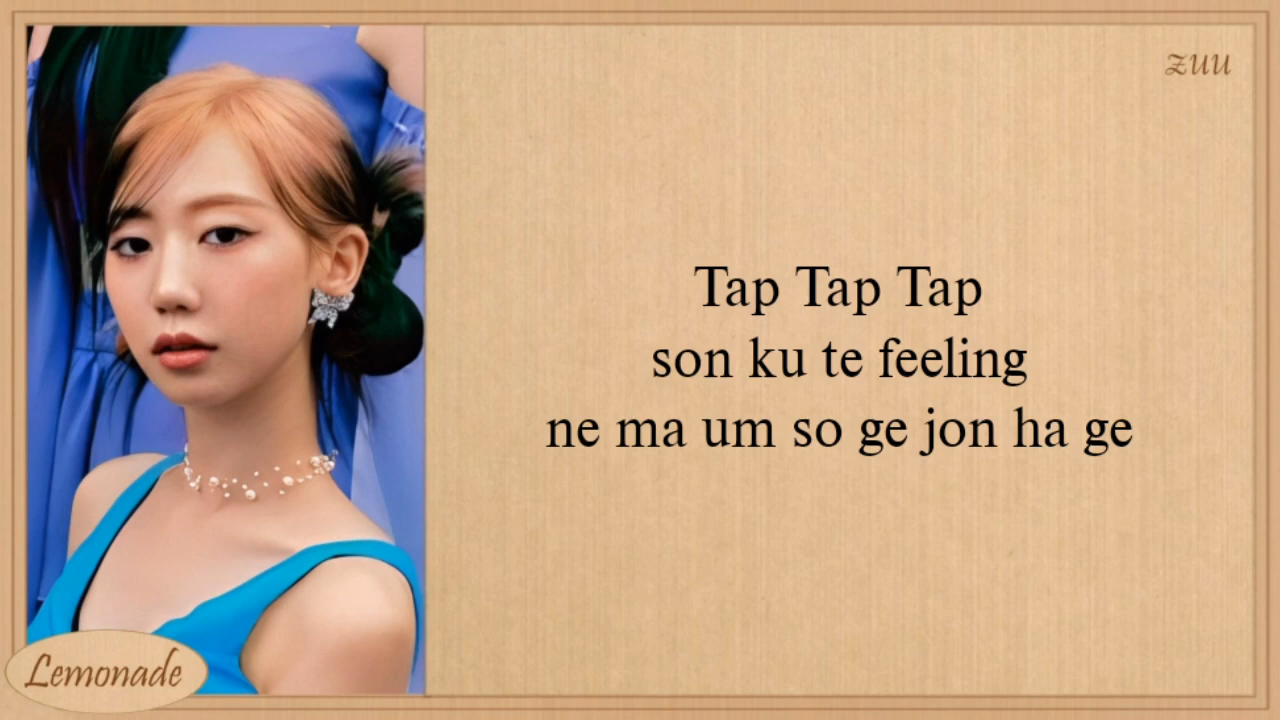 zuu
Tap Tap Tap
son ku te feeling
ne ma um so ge jon ha ge
Lemonade